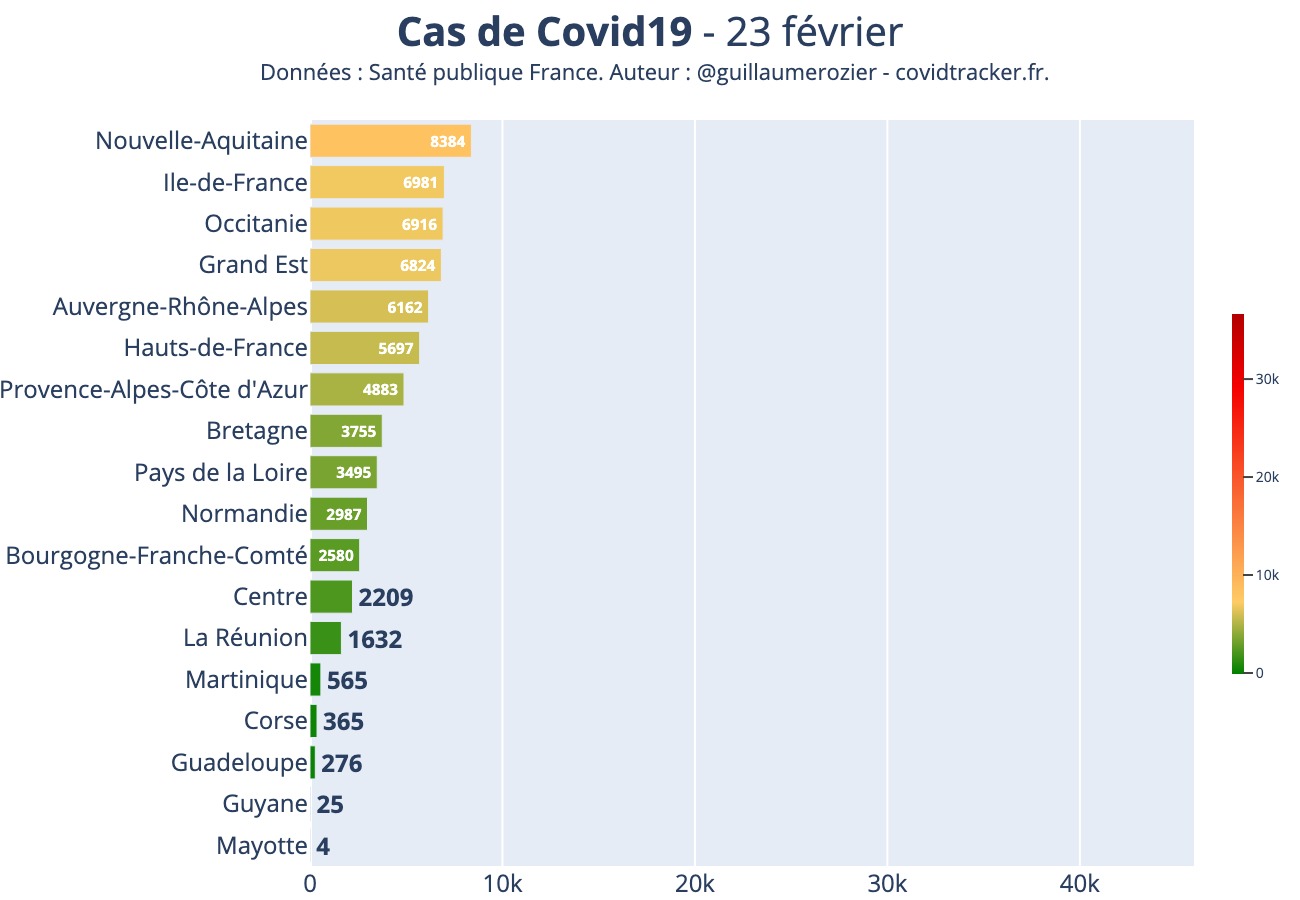 Cas de Covid19 - 23 février
Données : Santé publique France. Auteur : @guillaumerozier - covidtracker.fr.
Nouvelle-Aquitaine 8384
Ile-de-France 6981
Occitanie 6916
Grand Est 6824
Auvergne-Rhône-Alpes 6162
Hauts-de-France 5697
Provence-Alpes-Côte d'Azur 4883
Bretagne 3755
Pays de la Loire 3495
Normandie 2987
Bourgogne-Franche-Comté 2580
Centre 2209
La Réunion 1632
Martinique 565
Corse 365
Guadeloupe 276
Guyane 25
Mayotte 4
0 10k 20k 30k 40k
30k
20k
10k
0